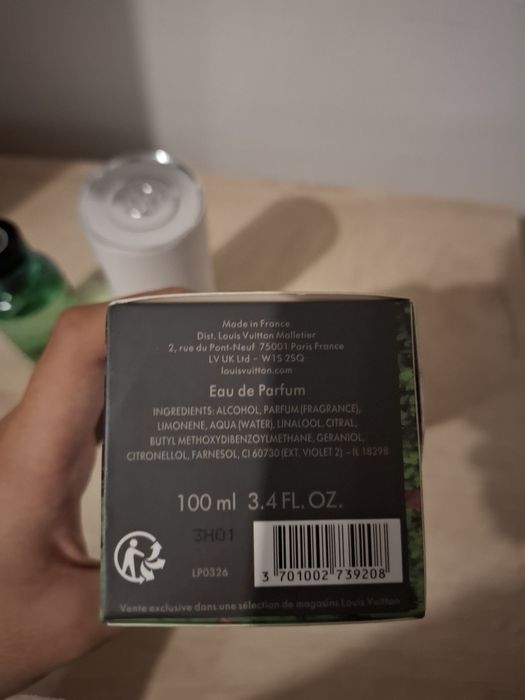 Made in France
Dist. Louis Vuitton Malletier
2, rue du Pont-Neuf 75001 Paris France
LV UK Ltd - W1S 2SQ
louisvuitton.com
Eau de Parfum
INGREDIENTS: ALCOHOL, PARFUM (FRAGRANCE),
LIMONENE, AQUA (WATER), LINALOOL, CITRAL,
BUTYL METHOXYDIBENZOYLMETHANE, GERANIOL,
CITRONELLOL, FARNESOL, CI 60730 (EXT. VIOLET 2) - IL 18298
100 ml 3.4 FL. OZ.
3H01
LP0326
3 701002 739208
Vente exclusive dans une sélection de magasins Louis Vuitton